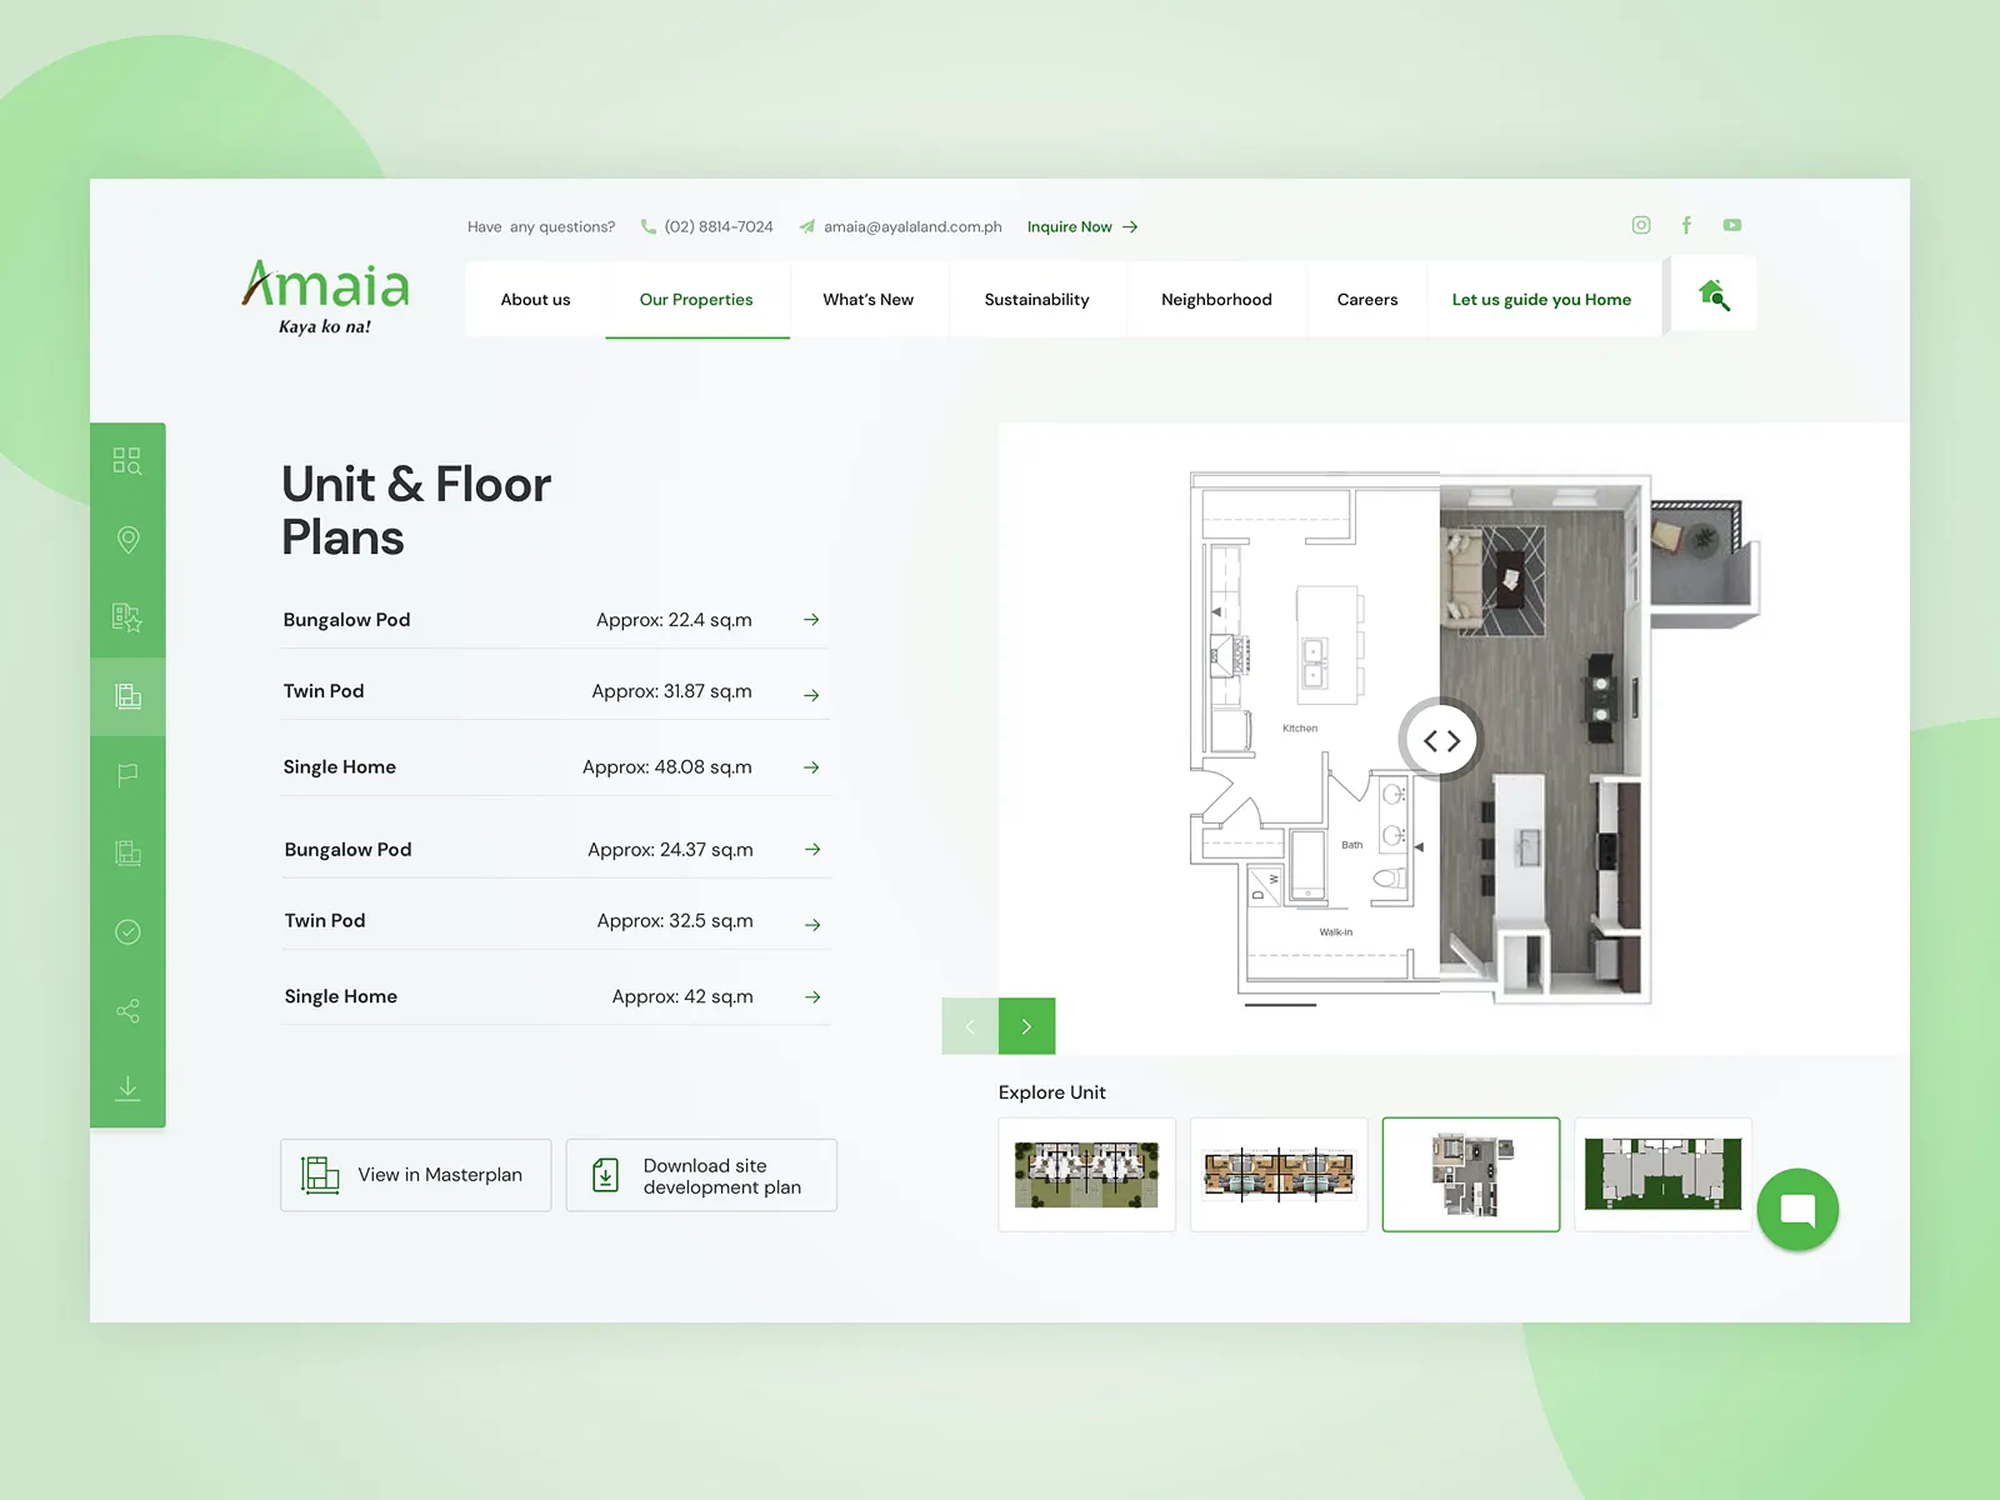 Have any questions? (02) 8814-7024 amaia@ayalaland.com.ph Inquire Now
Amaia
Kaya ko na!
About us Our Properties What's New Sustainability Neighborhood Careers Let us guide you Home
Unit & Floor
Plans
Bungalow Pod Approx: 22.4 sq.m
Twin Pod Approx: 31.87 sq.m
Single Home Approx: 48.08 sq.m
Bungalow Pod Approx: 24.37 sq.m
Twin Pod Approx: 32.5 sq.m
Single Home Approx: 42 sq.m
View in Masterplan
Download site
development plan
Kitchen
Bath
D W
Walk-in
Explore Unit